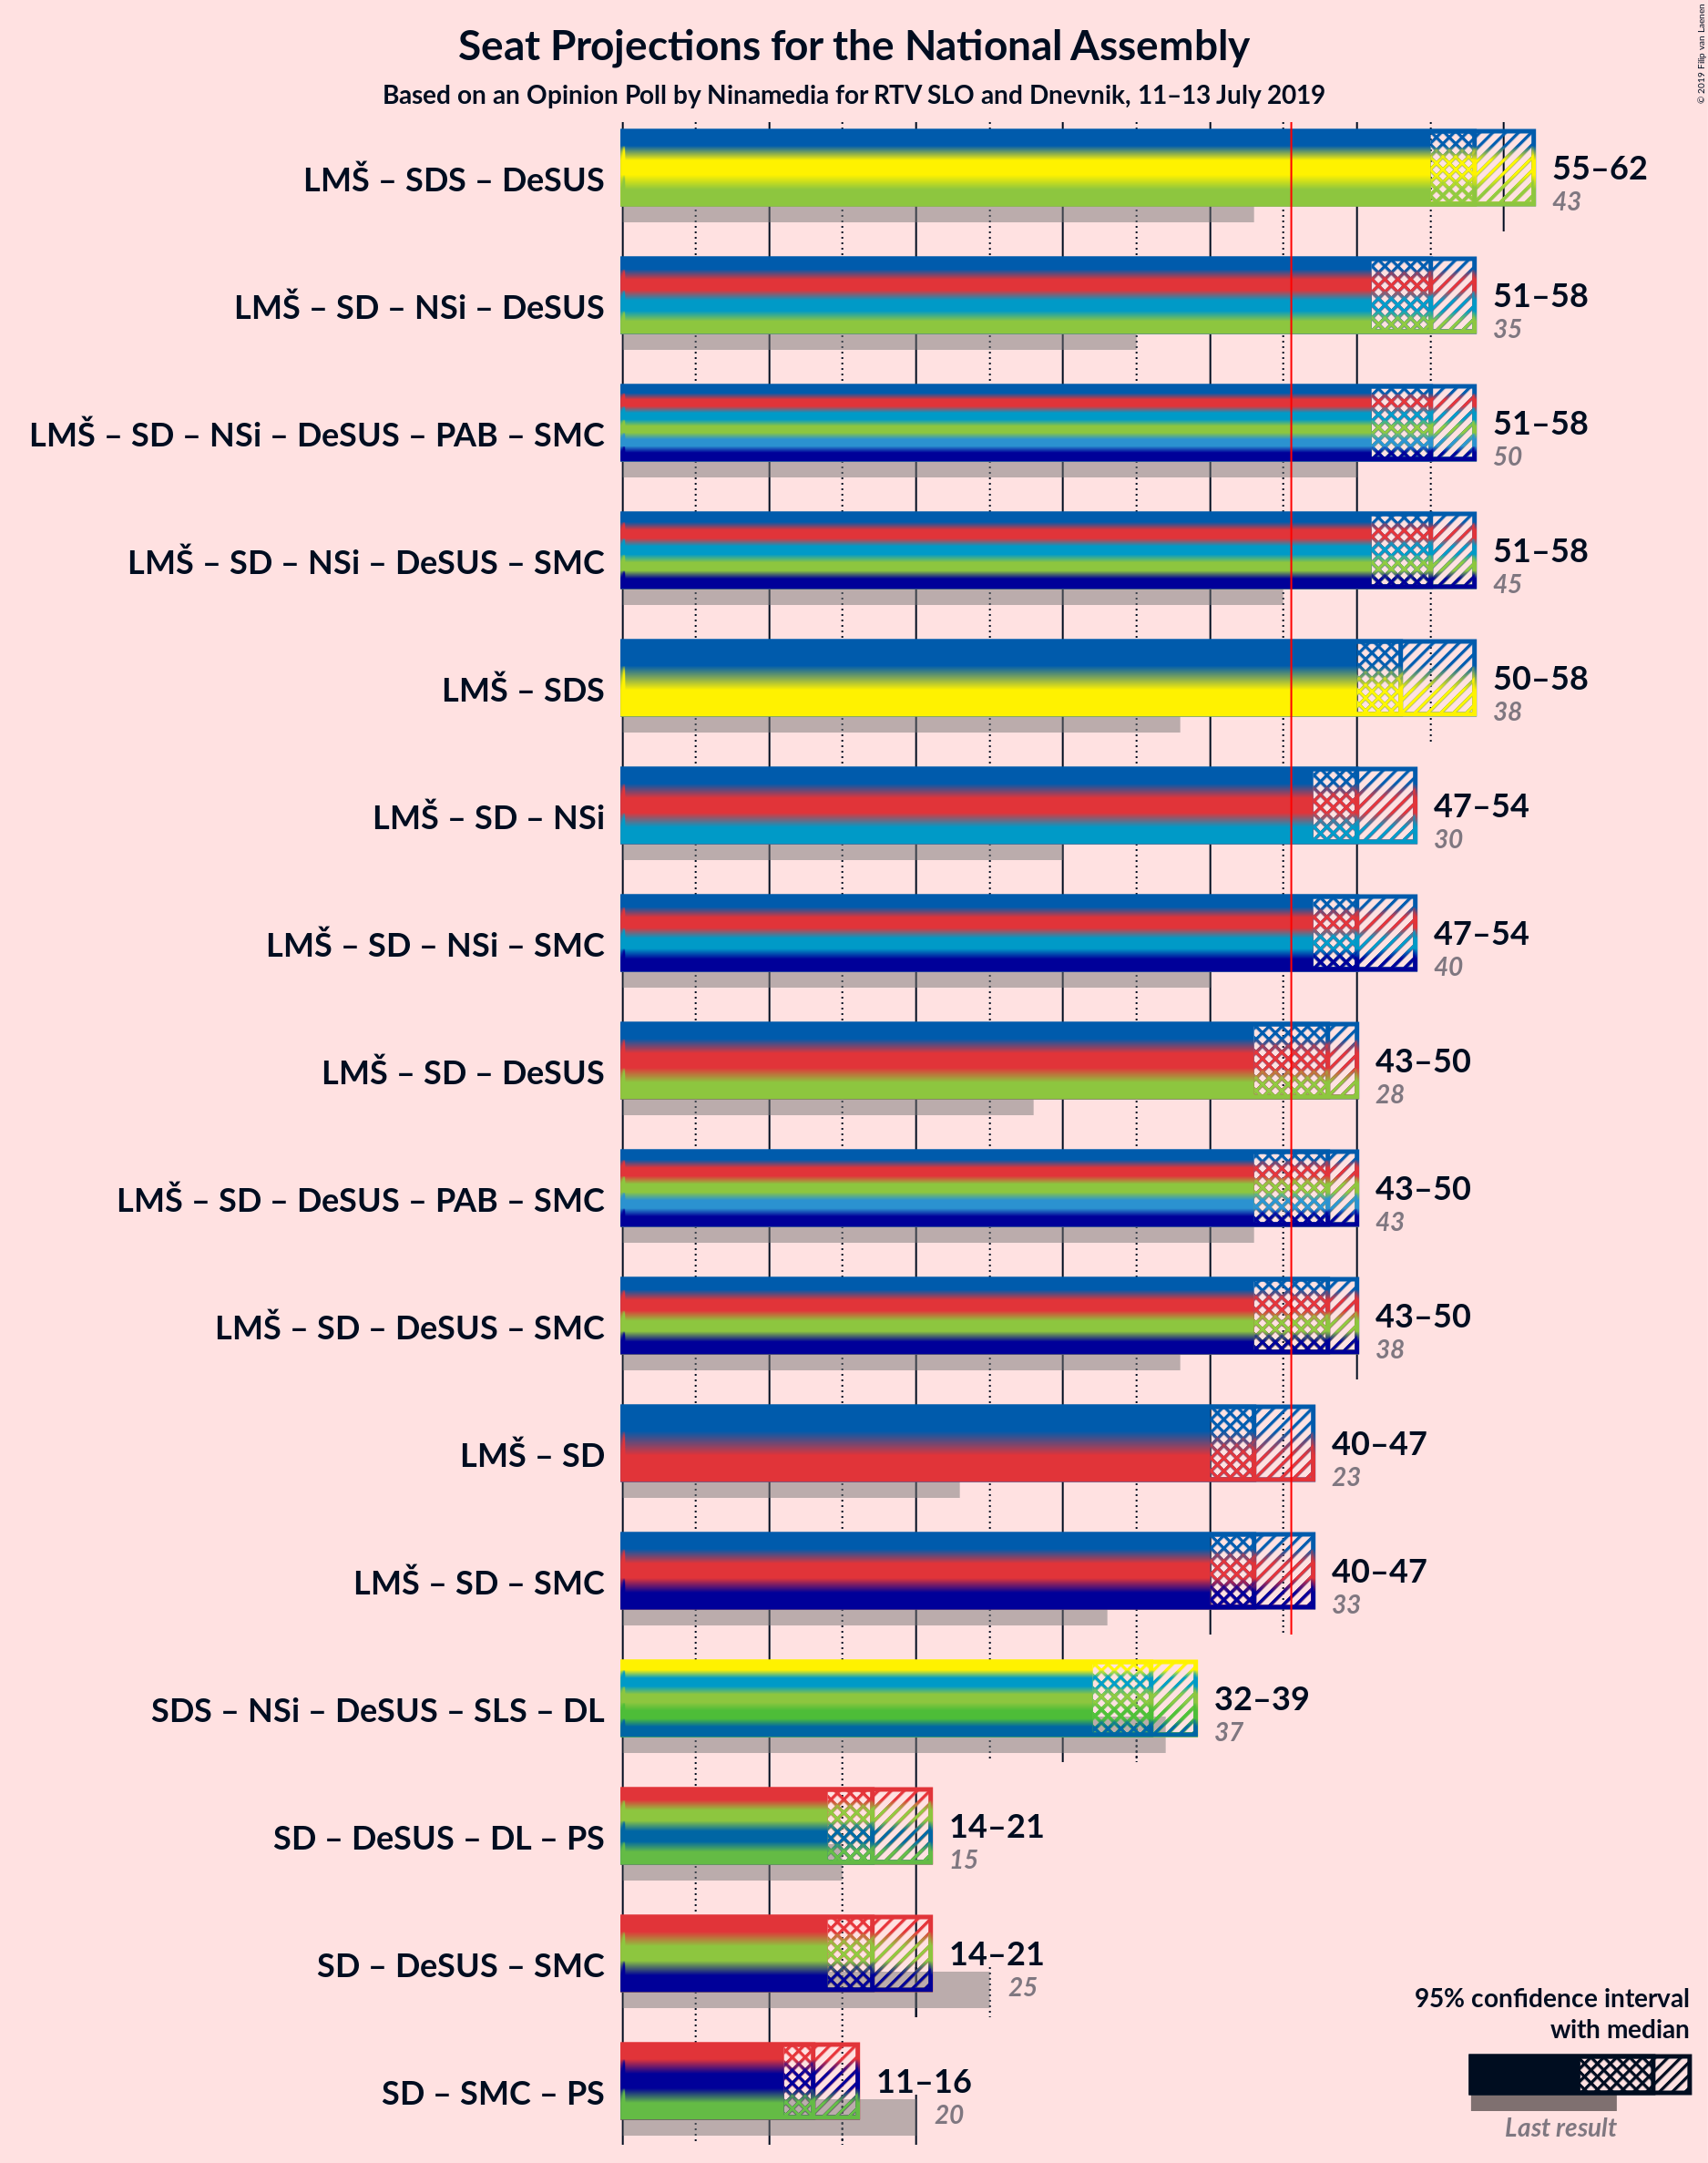 Seat Projections for the National Assembly
Based on an Opinion Poll by Ninamedia for RTV SLO and Dnevnik, 11–13 July 2019
© 2019 Filip van Laenen
LMŠ – SDS – DeSUS
55–62
43
LMŠ – SD – NSi – DeSUS
51–58
35
LMŠ – SD – NSi – DeSUS – PAB – SMC
51–58
50
LMŠ – SD – NSi – DeSUS – SMC
51–58
45
LMŠ – SDS
50–58
38
LMŠ – SD – NSi
47–54
30
LMŠ – SD – NSi – SMC
47–54
40
LMŠ – SD – DeSUS
43–50
28
LMŠ – SD – DeSUS – PAB – SMC
43–50
43
LMŠ – SD – DeSUS – SMC
43–50
38
LMŠ – SD
40–47
23
LMŠ – SD – SMC
40–47
33
SDS – NSi – DeSUS – SLS – DL
32–39
37
SD – DeSUS – DL – PS
14–21
15
SD – DeSUS – SMC
14–21
25
SD – SMC – PS
11–16
20
95% confidence interval
with median
Last result